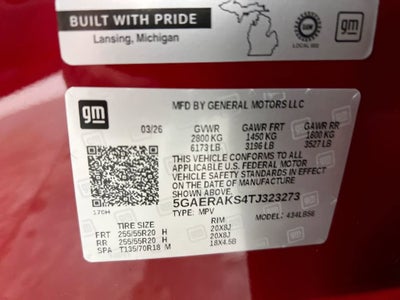 BUILT WITH PRIDE
Lansing, Michigan
gm
gm
MFD BY GENERAL MOTORS LLC
03/26 GVWR GAWR FRT GAWR RR
2800 KG 1450 KG 1600 KG
6173 LB 3196 LB 3527 LB
THIS VEHICLE CONFORMS TO ALL
APPLICABLE U.S. FEDERAL MOTOR
VEHICLE SAFETY STANDARDS IN EFFECT
ON THE DATE OF MANUFACTURE
SHOWN ABOVE.
5GAERAKS4TJ323273
TYPE: MPV MODEL:
TIRE SIZE RIM
FRT 255/55R20 H 20X8J
RR 255/55R20 H 20X8J
SPA T135/70R18 M 18X4.5B